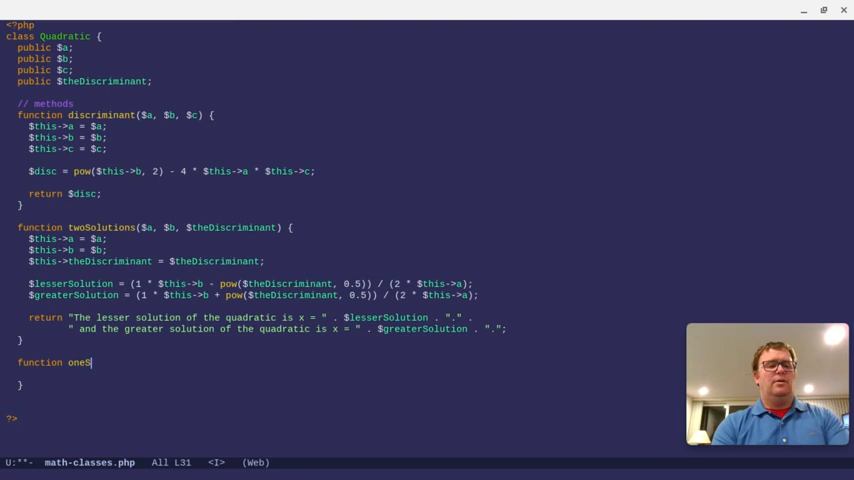 <?php
class Quadratic {
  public $a;
  public $b;
  public $c;
  public $theDiscriminant;
  // methods
  function discriminant($a, $b, $c) {
    $this->a = $a;
    $this->b = $b;
    $this->c = $c;
    $disc = pow($this->b, 2) - 4 * $this->a * $this->c;
    return $disc;
  }
  function twoSolutions($a, $b, $theDiscriminant) {
    $this->a = $a;
    $this->b = $b;
    $this->theDiscriminant = $theDiscriminant;
    $lesserSolution = (1 * $this->b - pow($theDiscriminant, 0.5)) / (2 * $this->a);
    $greaterSolution = (1 * $this->b + pow($theDiscriminant, 0.5)) / (2 * $this->a);
    return "The lesser solution of the quadratic is x = " . $lesserSolution . "." .
           " and the greater solution of the quadratic is x = " . $greaterSolution . ".";
  }
  function oneS
  }
?>
U:**-  math-classes.php   All L31   <I>   (Web)